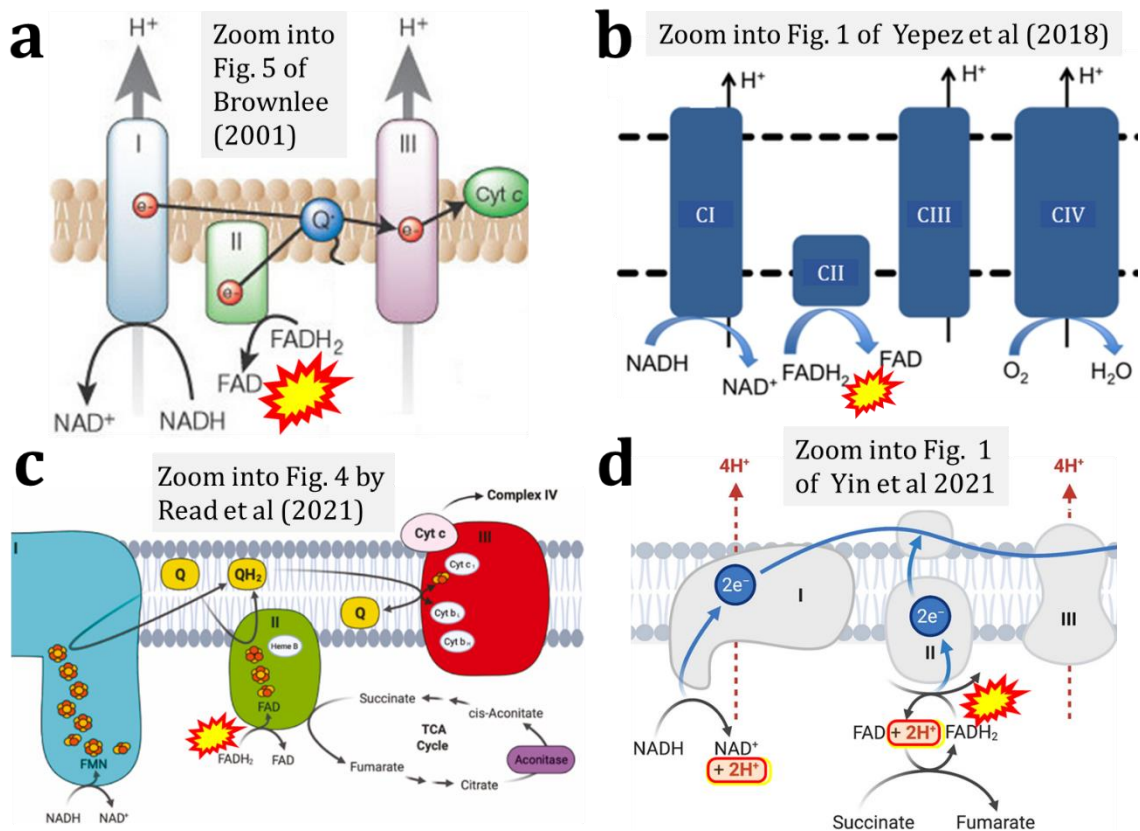 a
Zoom into
Fig. 5 of
Brownlee
(2001)
H⁺
H⁺
I
III
e-
Q•
e-
Cyt c
II
e-
FADH₂
FAD
NAD⁺
NADH
b
Zoom into Fig. 1 of Yepez et al (2018)
H⁺
H⁺
H⁺
CI
CII
CIII
CIV
NADH
NAD⁺
FADH₂
FAD
O₂
H₂O
c
Zoom into Fig. 4 by
Read et al (2021)
Complex IV
I
Cyt c
III
Q
QH₂
Cyt c₁
Q
Cyt bL
Cyt bH
II
Heme B
FAD
FMN
FADH₂
FAD
NADH
NAD⁺
Succinate
cis-Aconitate
TCA
Cycle
Aconitase
Fumarate
Citrate
d
Zoom into Fig. 1
of Yin et al 2021
4H⁺
4H⁺
2e⁻
I
2e⁻
II
III
NADH
NAD⁺
+ 2H⁺
FAD + 2H⁺
FADH₂
Succinate
Fumarate